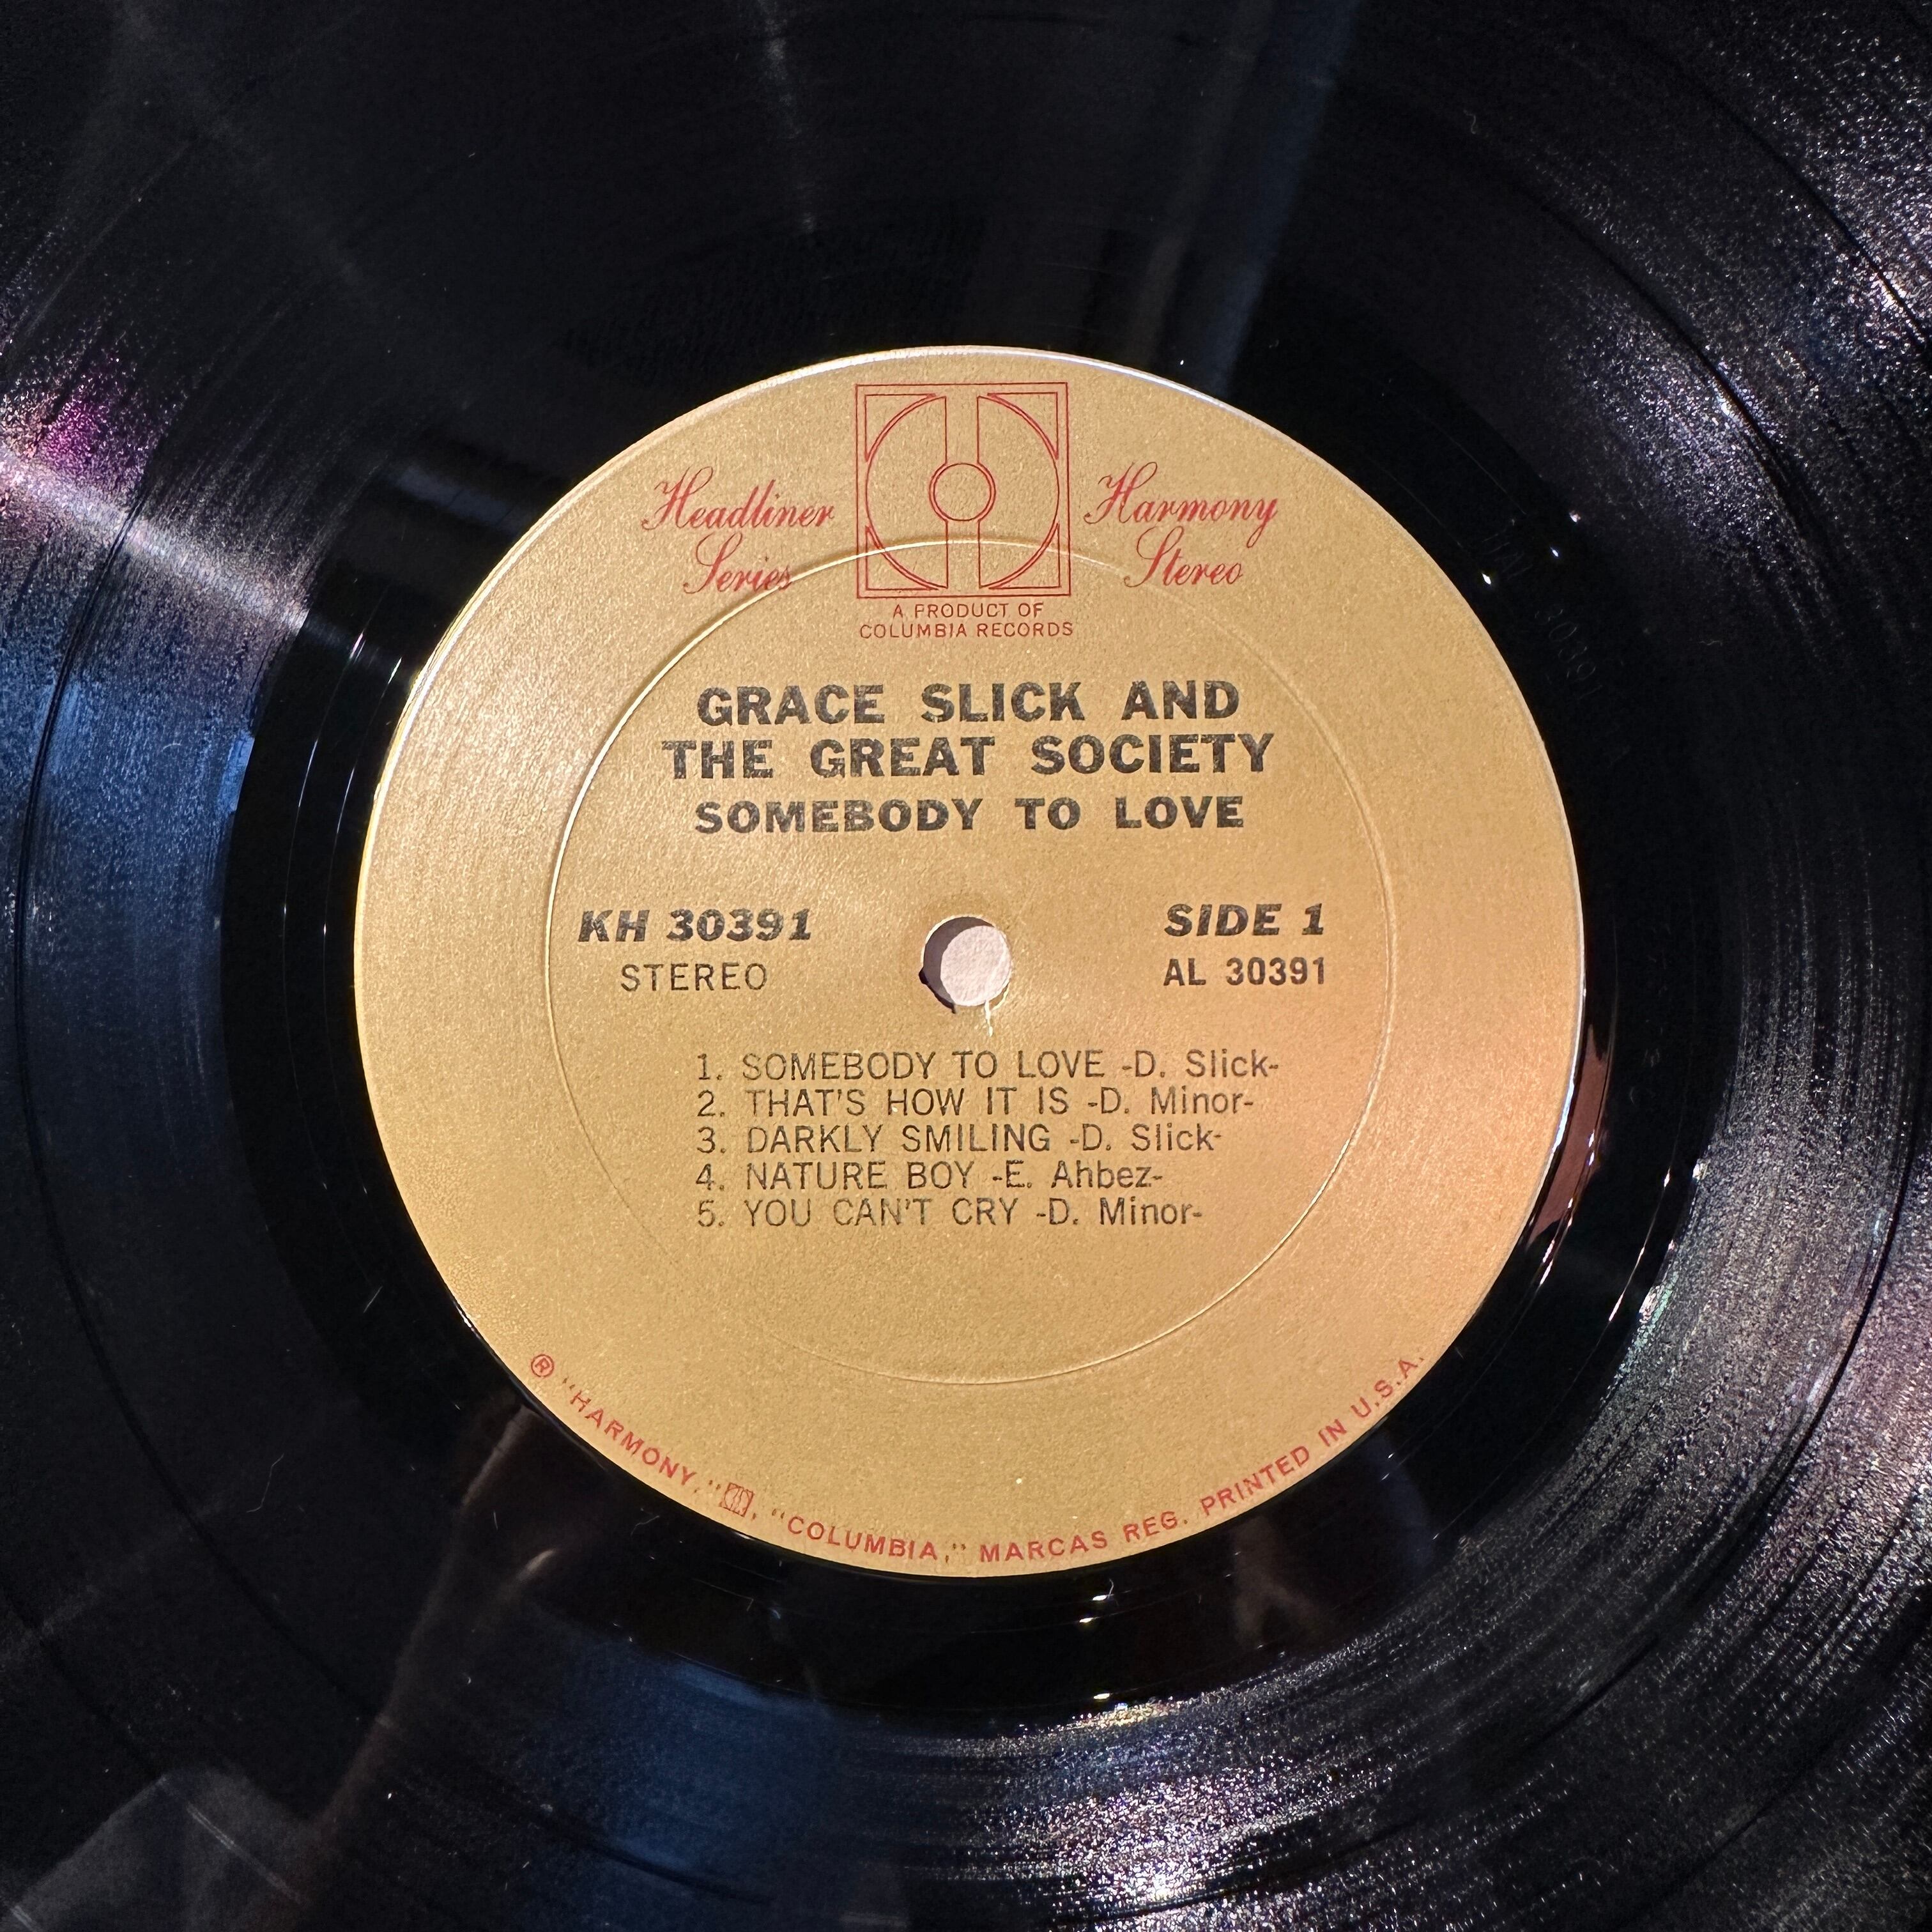 Headliner Series
Harmony Stereo
A PRODUCT OF
COLUMBIA RECORDS
GRACE SLICK AND
THE GREAT SOCIETY
SOMEBODY TO LOVE
KH 30391
STEREO
SIDE 1
AL 30391
1. SOMEBODY TO LOVE -D. Slick-
2. THAT'S HOW IT IS -D. Minor-
3. DARKLY SMILING -D. Slick-
4. NATURE BOY -E. Ahbez-
5. YOU CAN'T CRY -D. Minor-
® "HARMONY," , "COLUMBIA," MARCAS REG. PRINTED IN U.S.A.